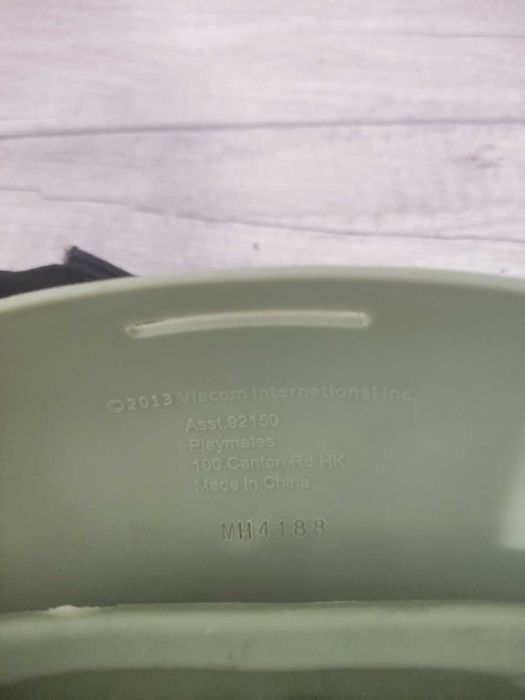 ©2013 Viacom International Inc.
Asst.92150
Playmates
100 Canton Rd HK
Made In China
MH4188